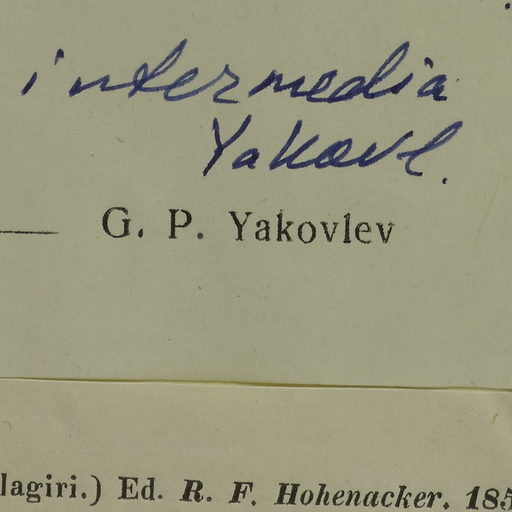 intermedia
Yakovl.
G. P. Yakovlev
lagiri.) Ed. R. F. Hohenacker. 185